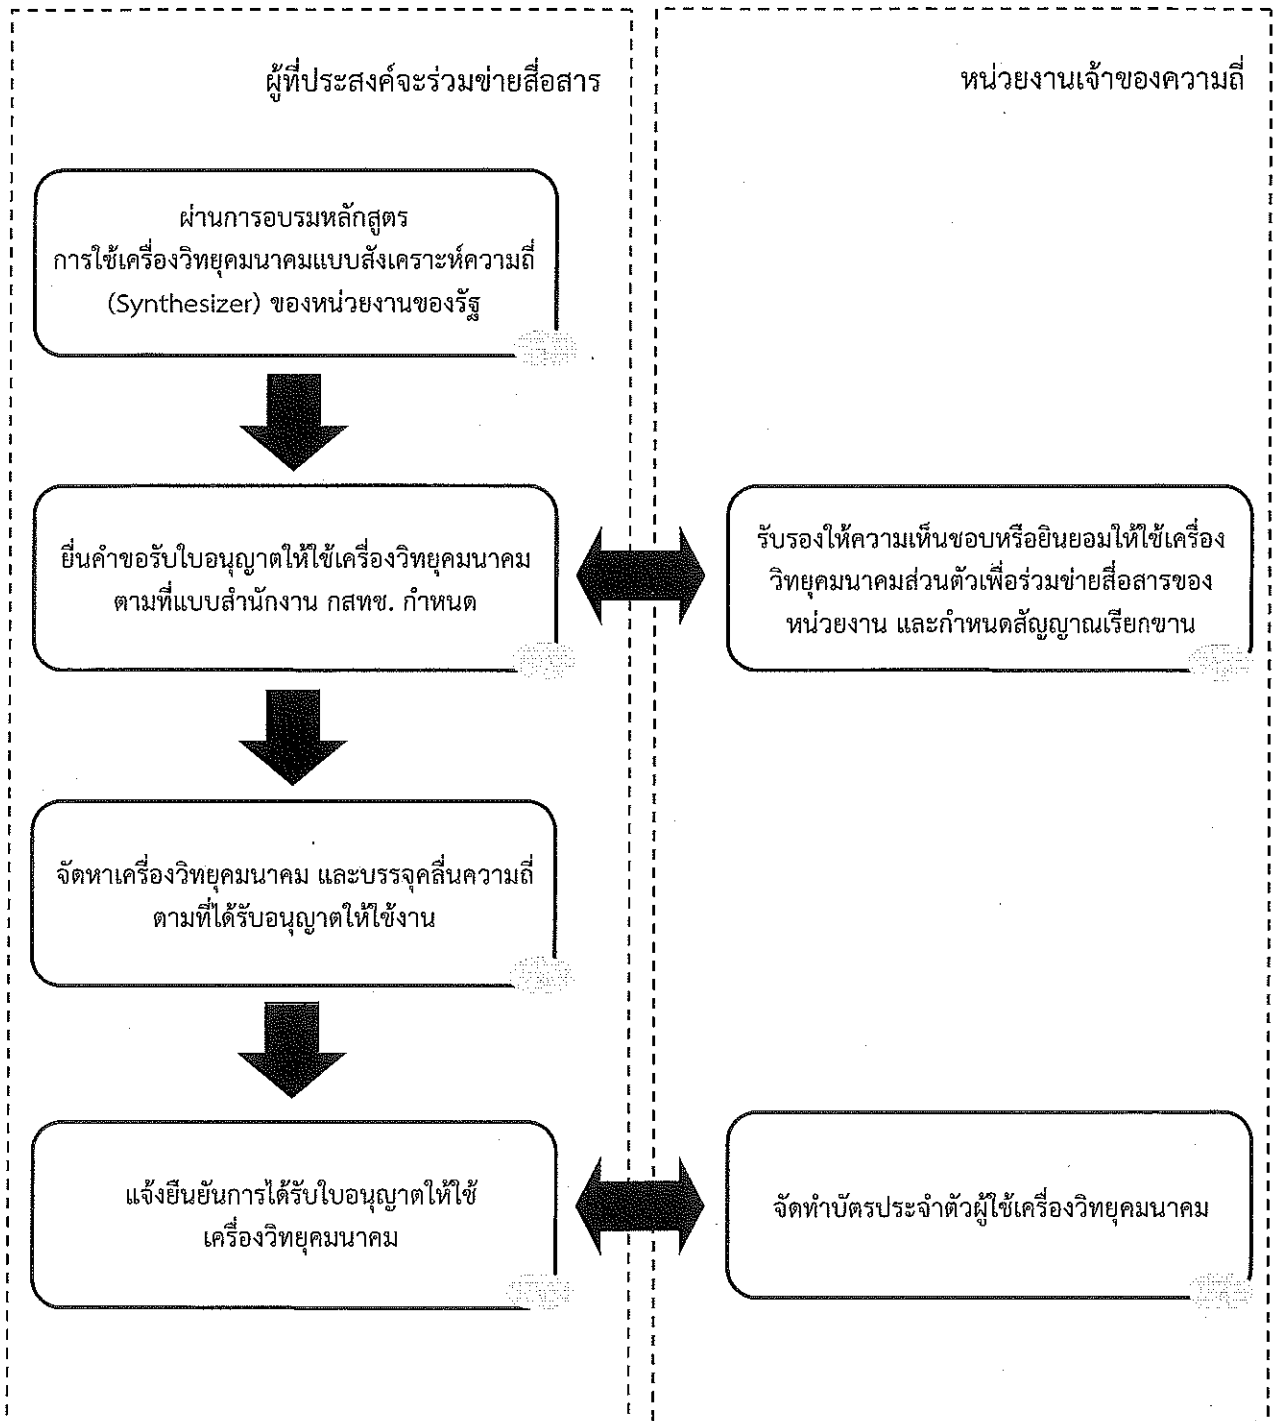 ผู้ที่ประสงค์จะร่วมข่ายสื่อสาร
หน่วยงานเจ้าของความถี่
ผ่านการอบรมหลักสูตร
การใช้เครื่องวิทยุคมนาคมแบบสังเคราะห์ความถี่
(Synthesizer) ของหน่วยงานของรัฐ
ยื่นคำขอรับใบอนุญาตให้ใช้เครื่องวิทยุคมนาคม
ตามที่แบบสำนักงาน กสทช. กำหนด
รับรองให้ความเห็นชอบหรือยินยอมให้ใช้เครื่อง
วิทยุคมนาคมส่วนตัวเพื่อร่วมข่ายสื่อสารของ
หน่วยงาน และกำหนดสัญญาณเรียกขาน
จัดหาเครื่องวิทยุคมนาคม และบรรจุคลื่นความถี่
ตามที่ได้รับอนุญาตให้ใช้งาน
แจ้งยืนยันการได้รับใบอนุญาตให้ใช้
เครื่องวิทยุคมนาคม
จัดทำบัตรประจำตัวผู้ใช้เครื่องวิทยุคมนาคม